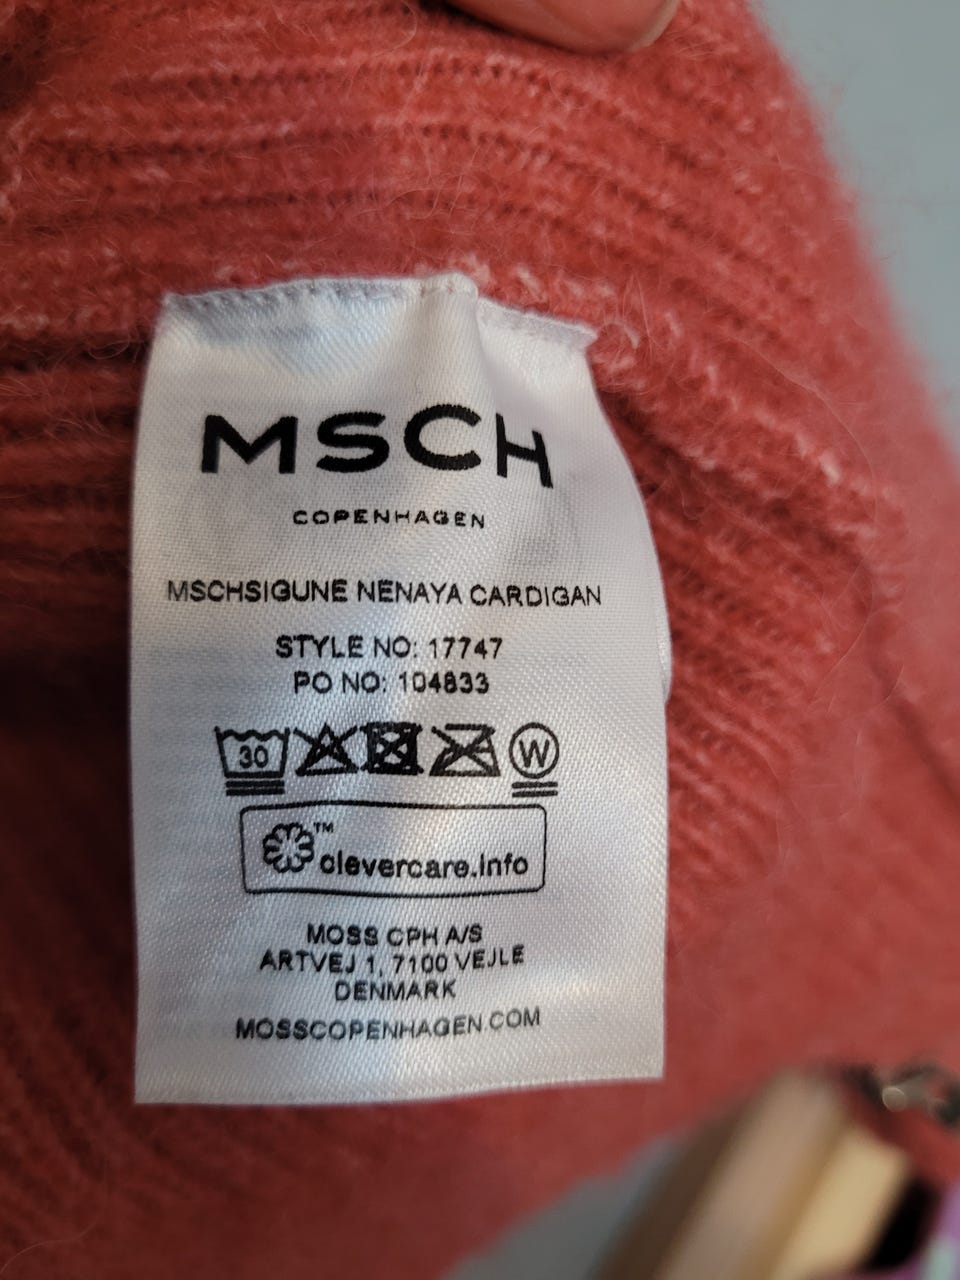 MSCH
COPENHAGEN
MSCHSIGUNE NENAYA CARDIGAN
STYLE NO: 17747
PO NO: 104833
30 W
™ clevercare.info
MOSS CPH A/S
ARTVEJ 1, 7100 VEJLE
DENMARK
MOSSCOPENHAGEN.COM